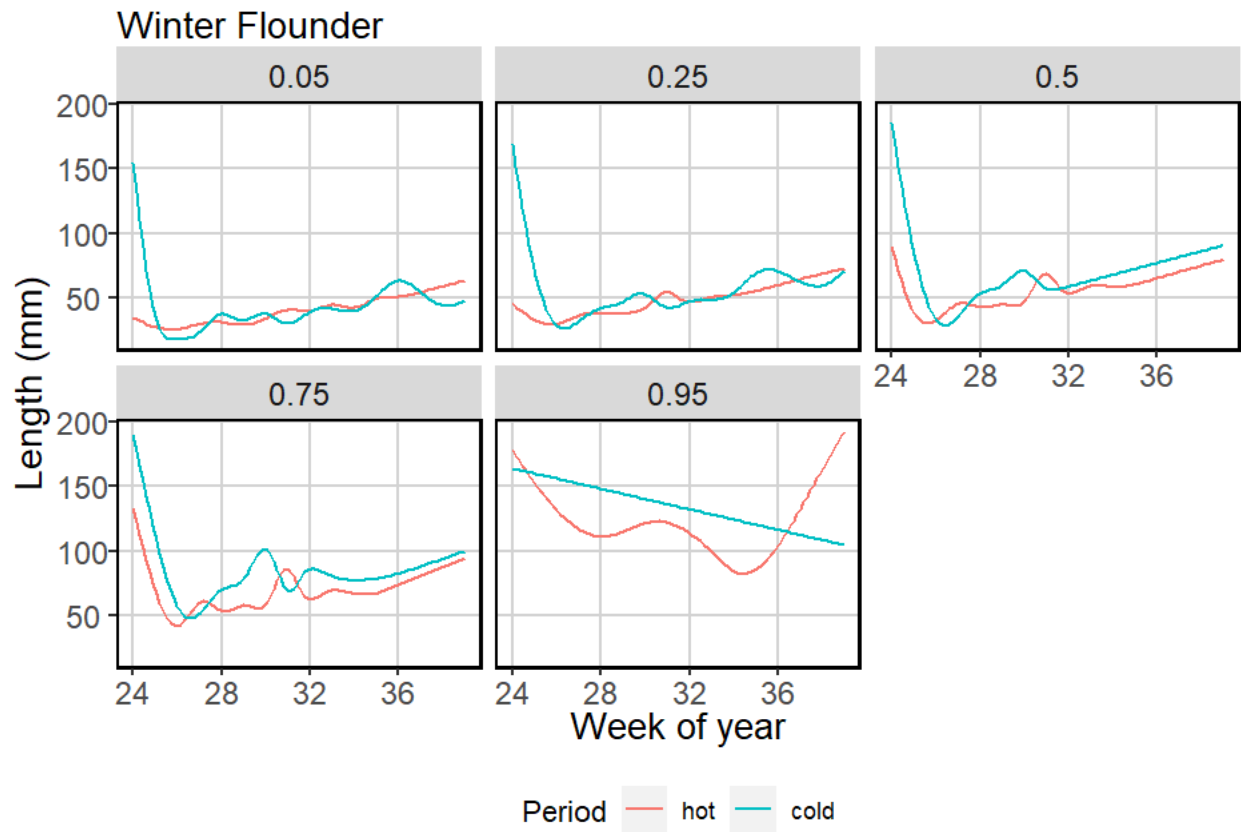 Winter Flounder
0.05 0.25 0.5
200
150
100
50
24 28 32 36
0.75 0.95
200
150
100
50
24 28 32 36 24 28 32 36
Length (mm)
Week of year
Period hot cold